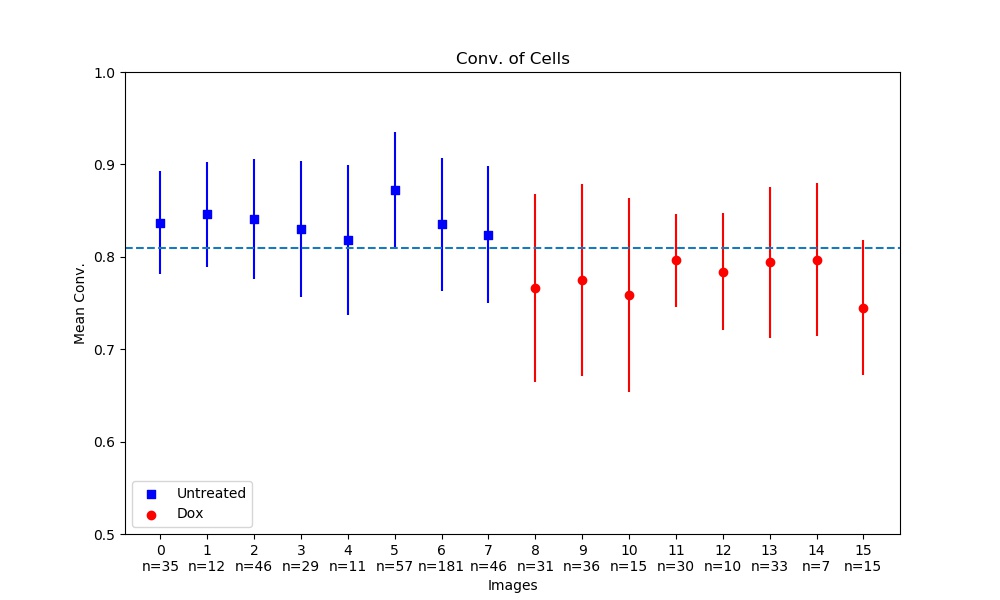 Conv. of Cells
1.0
0.9
0.8
0.7
0.6
0.5
Mean Conv.
Untreated
Dox
0 1 2 3 4 5 6 7 8 9 10 11 12 13 14 15
n=35 n=12 n=46 n=29 n=11 n=57 n=181 n=46 n=31 n=36 n=15 n=30 n=10 n=33 n=7 n=15
Images